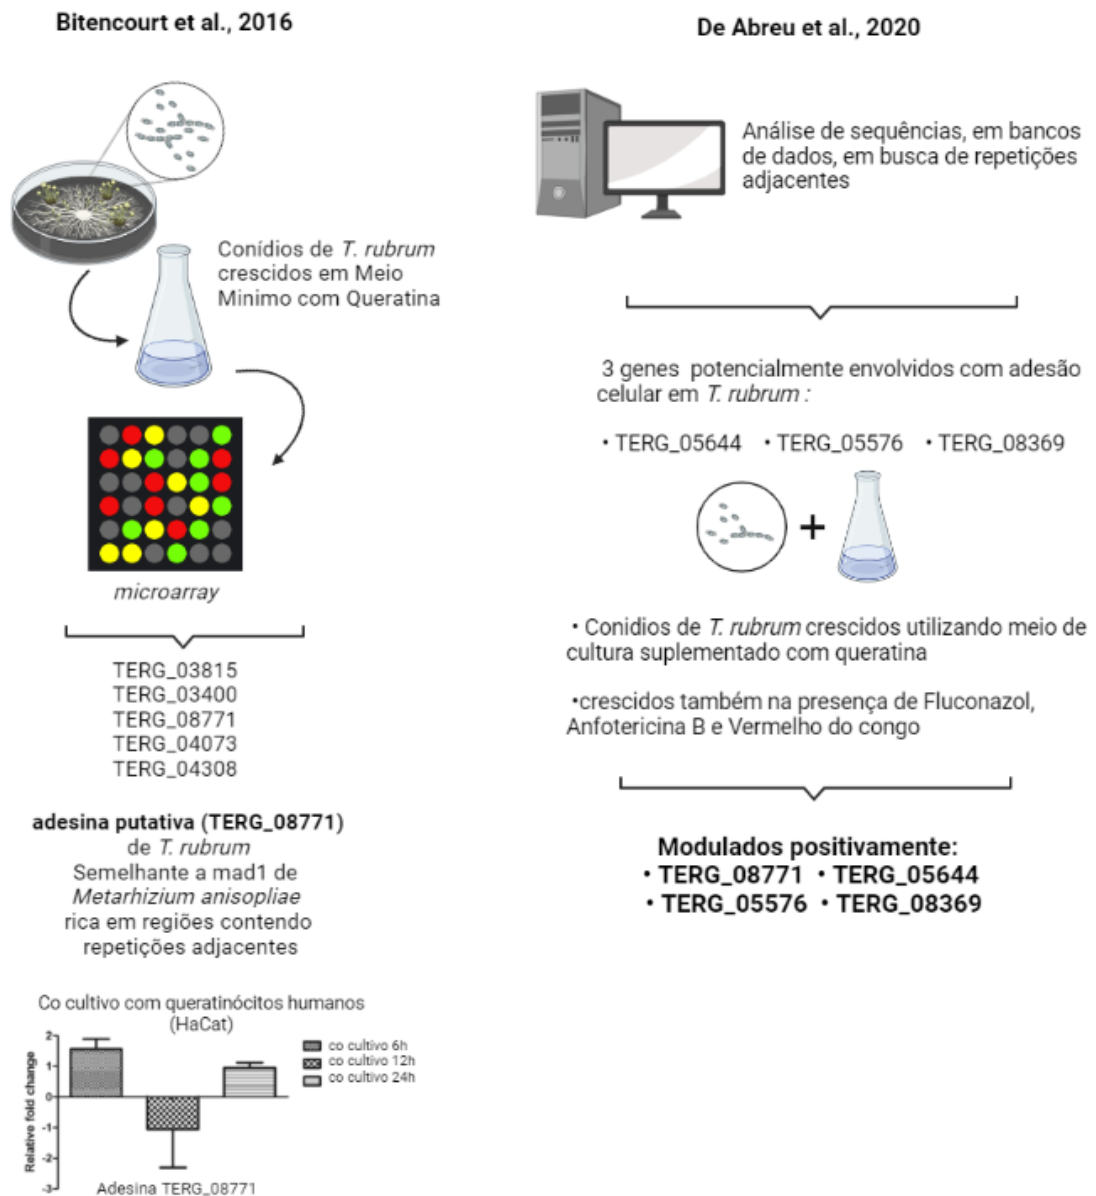 Bitencourt et al., 2016
Conídios de T. rubrum
crescidos em Meio
Minimo com Queratina
microarray
TERG_03815
TERG_03400
TERG_08771
TERG_04073
TERG_04308
adesina putativa (TERG_08771)
de T. rubrum
Semelhante a mad1 de
Metarhizium anisopliae
rica em regiões contendo
repetições adjacentes
Co cultivo com queratinócitos humanos
(HaCat)
Relative fold change
2
1
0
-1
-2
-3
co cultivo 6h
co cultivo 12h
co cultivo 24h
Adesina TERG_08771
De Abreu et al., 2020
Análise de sequências, em bancos
de dados, em busca de repetições
adjacentes
3 genes potencialmente envolvidos com adesão
celular em T. rubrum :
• TERG_05644 • TERG_05576 • TERG_08369
+
• Conidios de T. rubrum crescidos utilizando meio de
cultura suplementado com queratina
•crescidos também na presença de Fluconazol,
Anfotericina B e Vermelho do congo
Modulados positivamente:
• TERG_08771 • TERG_05644
• TERG_05576 • TERG_08369